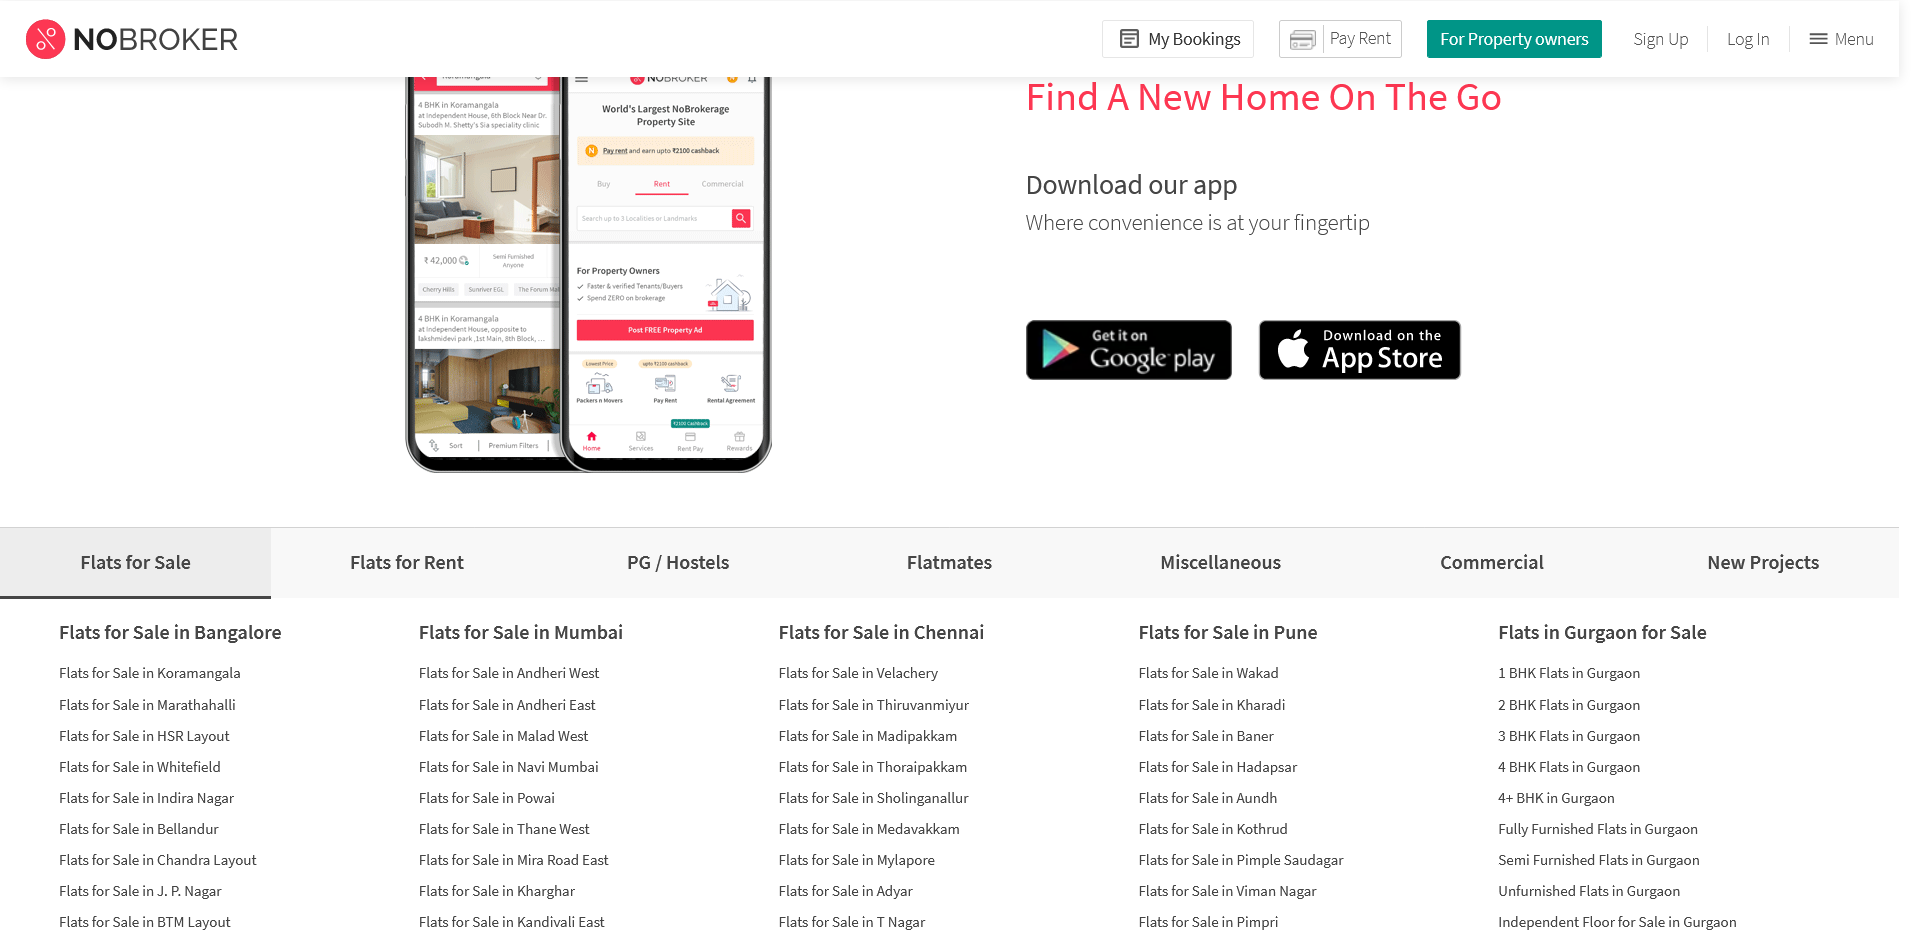 NOBROKER
My Bookings
Pay Rent
For Property owners
Sign Up
Log In
Menu
4 BHK in Koramangala
at Independent House, 6th Block Near Dr.
Subodh M. Shetty's Sia speciality clinic
₹ 42,000
Semi Furnished
Anyone
Cherry Hills
Sunriver EGL
The Forum Mal
4 BHK in Koramangala
at Independent House, opposite to
lakshmidevi park ,1st Main, 8th Block, ...
Sort
Premium Filters
NOBROKER
World's Largest NoBrokerage
Property Site
Pay rent and earn upto ₹2100 cashback
Buy
Rent
Commercial
Search up to 3 Localities or Landmarks
For Property Owners
Faster & verified Tenants/Buyers
Spend ZERO on brokerage
Post FREE Property Ad
Lowest Price
upto ₹2200 cashback
Packers n Movers
Pay Rent
Rental Agreement
₹2100 Cashback
Home
Services
Rent Pay
Rewards
Find A New Home On The Go
Download our app
Where convenience is at your fingertip
Get it on
Google play
Download on the
App Store
Flats for Sale
Flats for Rent
PG / Hostels
Flatmates
Miscellaneous
Commercial
New Projects
Flats for Sale in Bangalore
Flats for Sale in Koramangala
Flats for Sale in Marathahalli
Flats for Sale in HSR Layout
Flats for Sale in Whitefield
Flats for Sale in Indira Nagar
Flats for Sale in Bellandur
Flats for Sale in Chandra Layout
Flats for Sale in J. P. Nagar
Flats for Sale in BTM Layout
Flats for Sale in Mumbai
Flats for Sale in Andheri West
Flats for Sale in Andheri East
Flats for Sale in Malad West
Flats for Sale in Navi Mumbai
Flats for Sale in Powai
Flats for Sale in Thane West
Flats for Sale in Mira Road East
Flats for Sale in Kharghar
Flats for Sale in Kandivali East
Flats for Sale in Chennai
Flats for Sale in Velachery
Flats for Sale in Thiruvanmiyur
Flats for Sale in Madipakkam
Flats for Sale in Thoraipakkam
Flats for Sale in Sholinganallur
Flats for Sale in Medavakkam
Flats for Sale in Mylapore
Flats for Sale in Adyar
Flats for Sale in T Nagar
Flats for Sale in Pune
Flats for Sale in Wakad
Flats for Sale in Kharadi
Flats for Sale in Baner
Flats for Sale in Hadapsar
Flats for Sale in Aundh
Flats for Sale in Kothrud
Flats for Sale in Pimple Saudagar
Flats for Sale in Viman Nagar
Flats for Sale in Pimpri
Flats in Gurgaon for Sale
1 BHK Flats in Gurgaon
2 BHK Flats in Gurgaon
3 BHK Flats in Gurgaon
4 BHK Flats in Gurgaon
4+ BHK in Gurgaon
Fully Furnished Flats in Gurgaon
Semi Furnished Flats in Gurgaon
Unfurnished Flats in Gurgaon
Independent Floor for Sale in Gurgaon